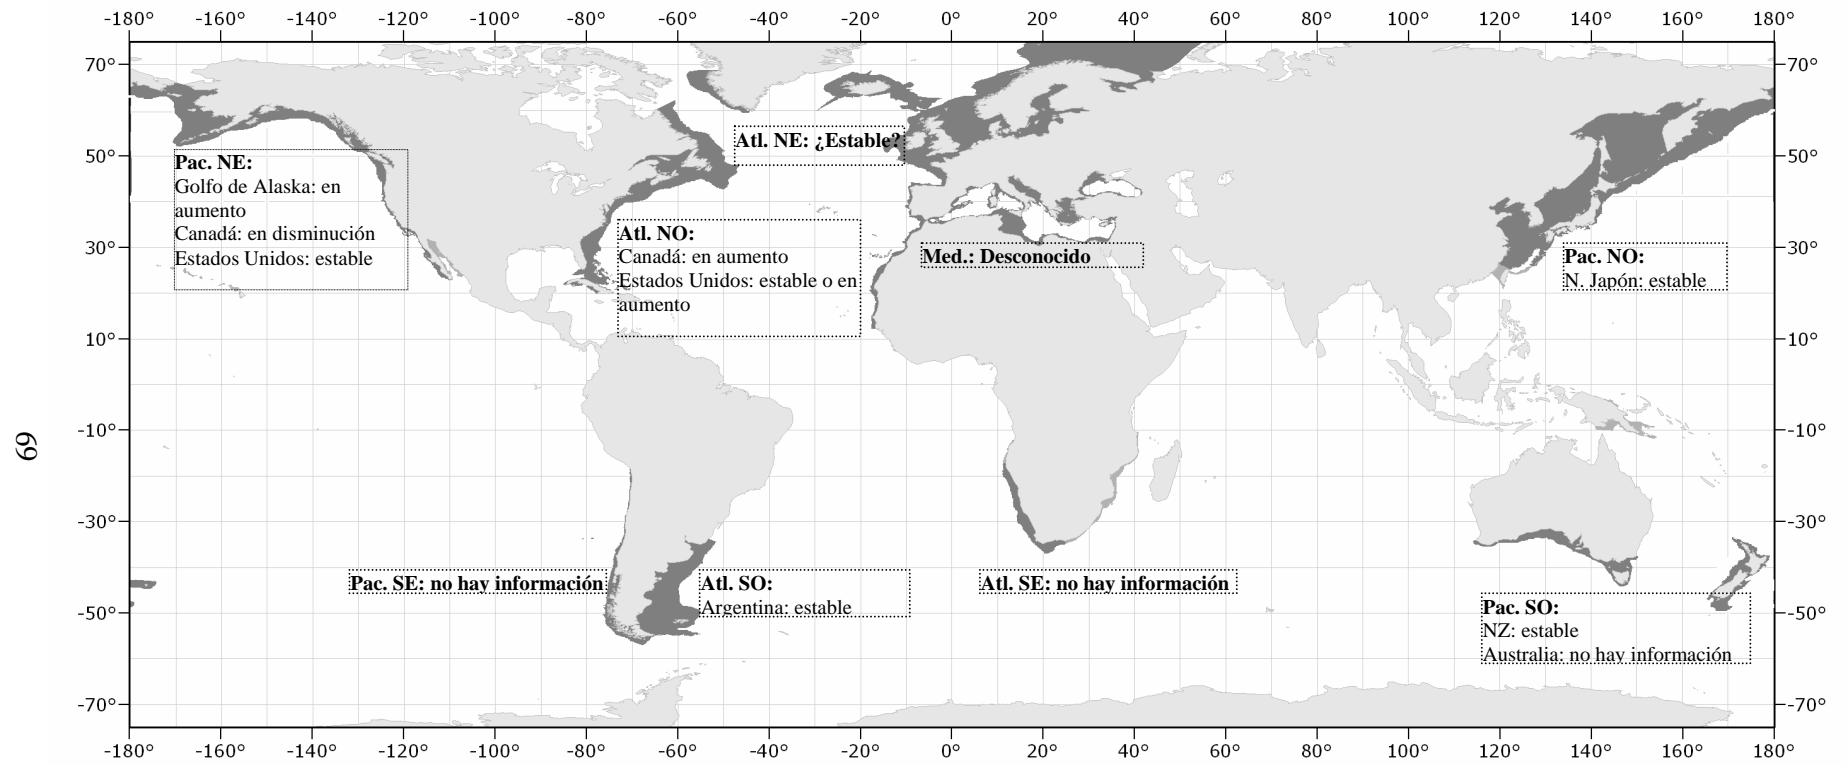 -180° -160° -140° -120° -100° -80° -60° -40° -20° 0° 20° 40° 60° 80° 100° 120° 140° 160° 180°
70° 70°
Atl. NE: ¿Estable?
50° 50°
Pac. NE:
Golfo de Alaska: en
aumento
Canadá: en disminución
Estados Unidos: estable
Atl. NO:
Canadá: en aumento
Estados Unidos: estable o en
aumento
30° 30°
Med.: Desconocido
Pac. NO:
N. Japón: estable
10° 10°
-10° -10°
69
-30° -30°
Pac. SE: no hay información
Atl. SO:
Argentina: estable
Atl. SE: no hay información
-50° -50°
Pac. SO:
NZ: estable
Australia: no hay información
-70° -70°
-180° -160° -140° -120° -100° -80° -60° -40° -20° 0° 20° 40° 60° 80° 100° 120° 140° 160° 180°